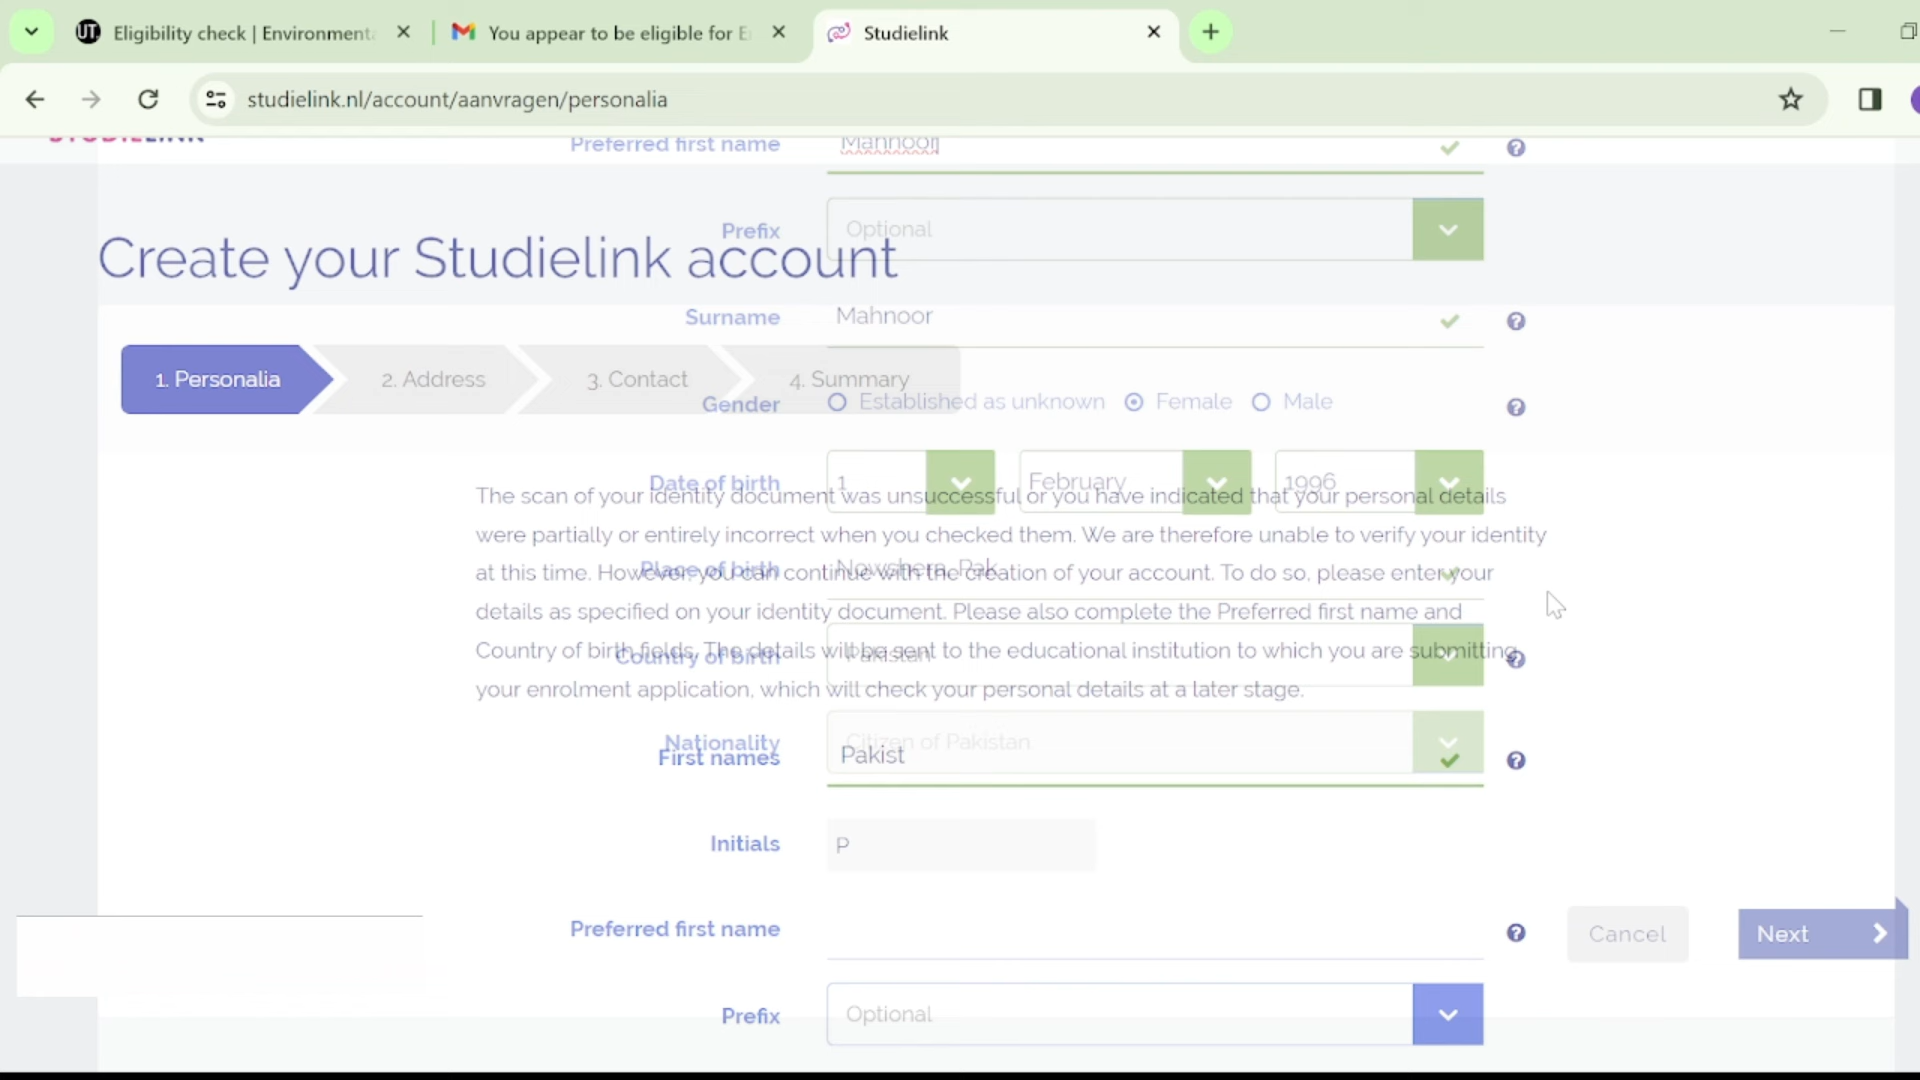 Eligibility check | Environment
You appear to be eligible for E
Studielink
studielink.nl/account/aanvragen/personalia
STUDIELINK
Preferred first name Mahnoor
Prefix Optional
Create your Studielink account
Surname Mahnoor
1. Personalia 2. Address 3. Contact 4. Summary
Gender Established as unknown Female Male
Date of birth 1 February 1996
The scan of your identity document was unsuccessful or you have indicated that your personal details
were partially or entirely incorrect when you checked them. We are therefore unable to verify your identity
Place of birth Nowshera, Pak
at this time. However, you can continue with the creation of your account. To do so, please enter your
details as specified on your identity document. Please also complete the Preferred first name and
Country of birth fields. The details will be sent to the educational institution to which you are submitting
Country of birth Pakistan
your enrolment application, which will check your personal details at a later stage.
Nationality Citizen of Pakistan
First names Pakist
Initials P
Preferred first name
Cancel Next
Prefix Optional